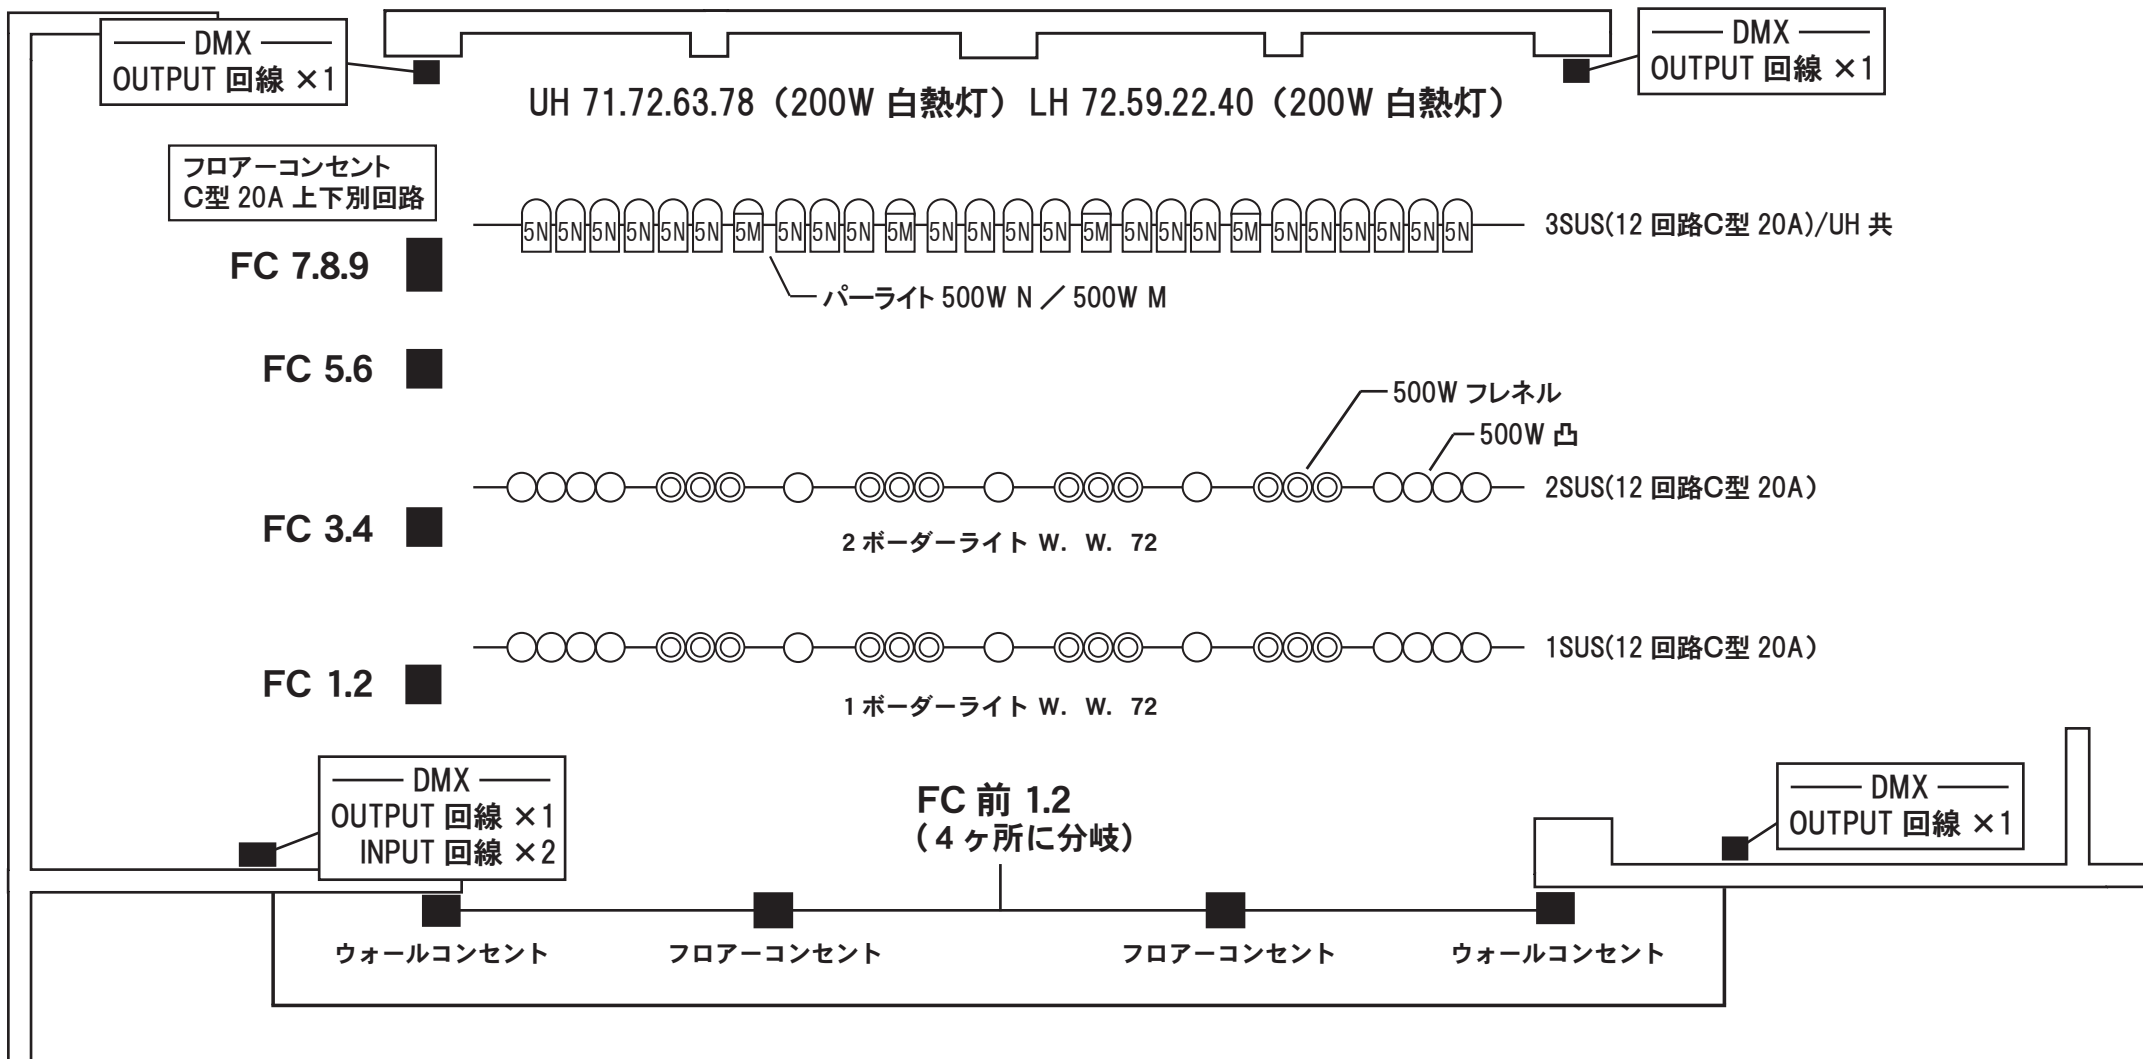 DMX
OUTPUT 回線 ×1
DMX
OUTPUT 回線 ×1
UH 71.72.63.78(200W 白熱灯) LH 72.59.22.40(200W 白熱灯)
フロアーコンセント
C型 20A 上下別回路
5N 5N 5N 5N 5N 5N 5M 5N 5N 5N 5M 5N 5N 5N 5N 5M 5N 5N 5N 5M 5N 5N 5N 5N 5N 5N
3SUS(12 回路C型 20A)/UH 共
FC 7.8.9
パーライト 500W N / 500W M
FC 5.6
500W フレネル
500W 凸
2SUS(12 回路C型 20A)
FC 3.4
2 ボーダーライト W. W. 72
1SUS(12 回路C型 20A)
FC 1.2
1 ボーダーライト W. W. 72
DMX
OUTPUT 回線 ×1
INPUT 回線 ×2
FC 前 1.2
(4 ヶ所に分岐)
DMX
OUTPUT 回線 ×1
ウォールコンセント
フロアーコンセント
フロアーコンセント
ウォールコンセント